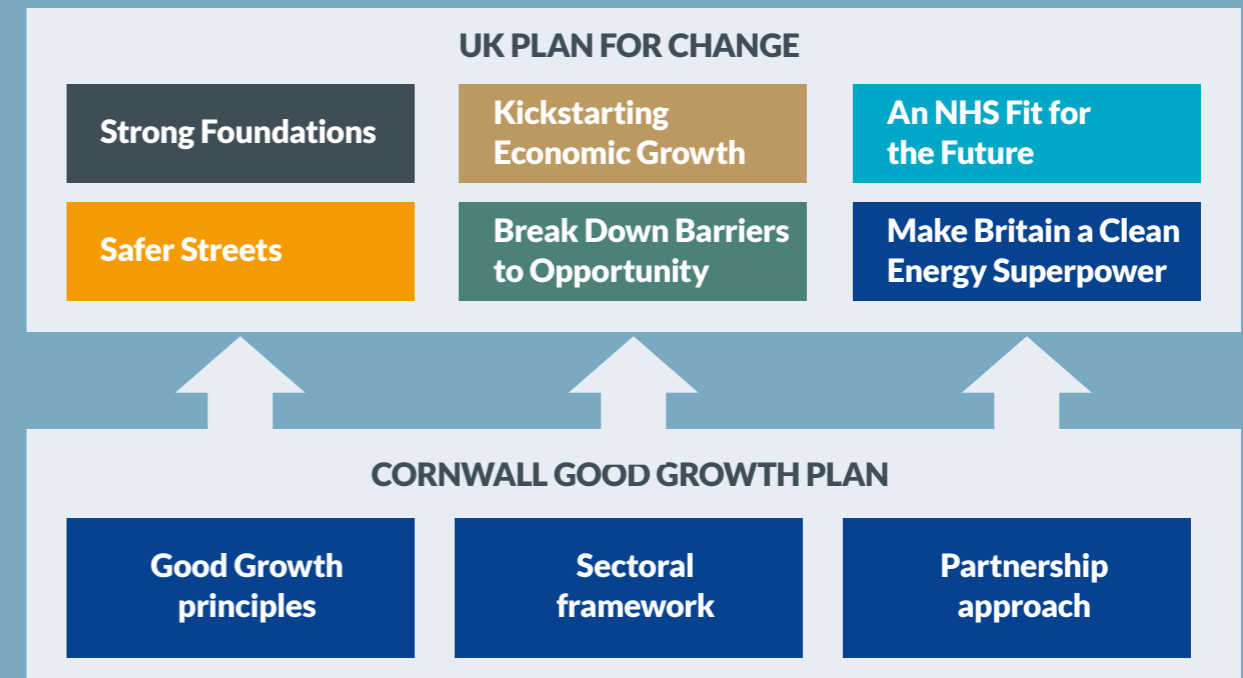 UK PLAN FOR CHANGE
Strong Foundations
Kickstarting
Economic Growth
An NHS Fit for
the Future
Safer Streets
Break Down Barriers
to Opportunity
Make Britain a Clean
Energy Superpower
CORNWALL GOOD GROWTH PLAN
Good Growth
principles
Sectoral
framework
Partnership
approach